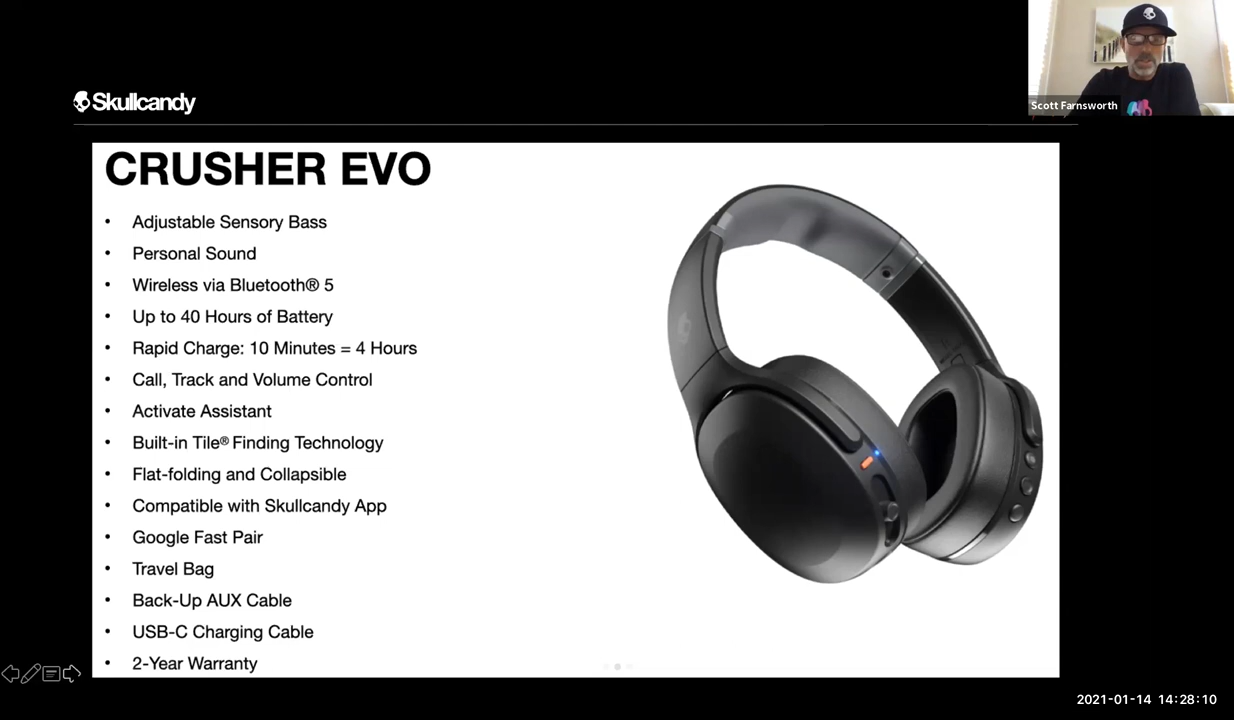 Skullcandy
Scott Farnsworth
CRUSHER EVO
• Adjustable Sensory Bass
• Personal Sound
• Wireless via Bluetooth® 5
• Up to 40 Hours of Battery
• Rapid Charge: 10 Minutes = 4 Hours
• Call, Track and Volume Control
• Activate Assistant
• Built-in Tile® Finding Technology
• Flat-folding and Collapsible
• Compatible with Skullcandy App
• Google Fast Pair
• Travel Bag
• Back-Up AUX Cable
• USB-C Charging Cable
• 2-Year Warranty
2021-01-14 14:28:10